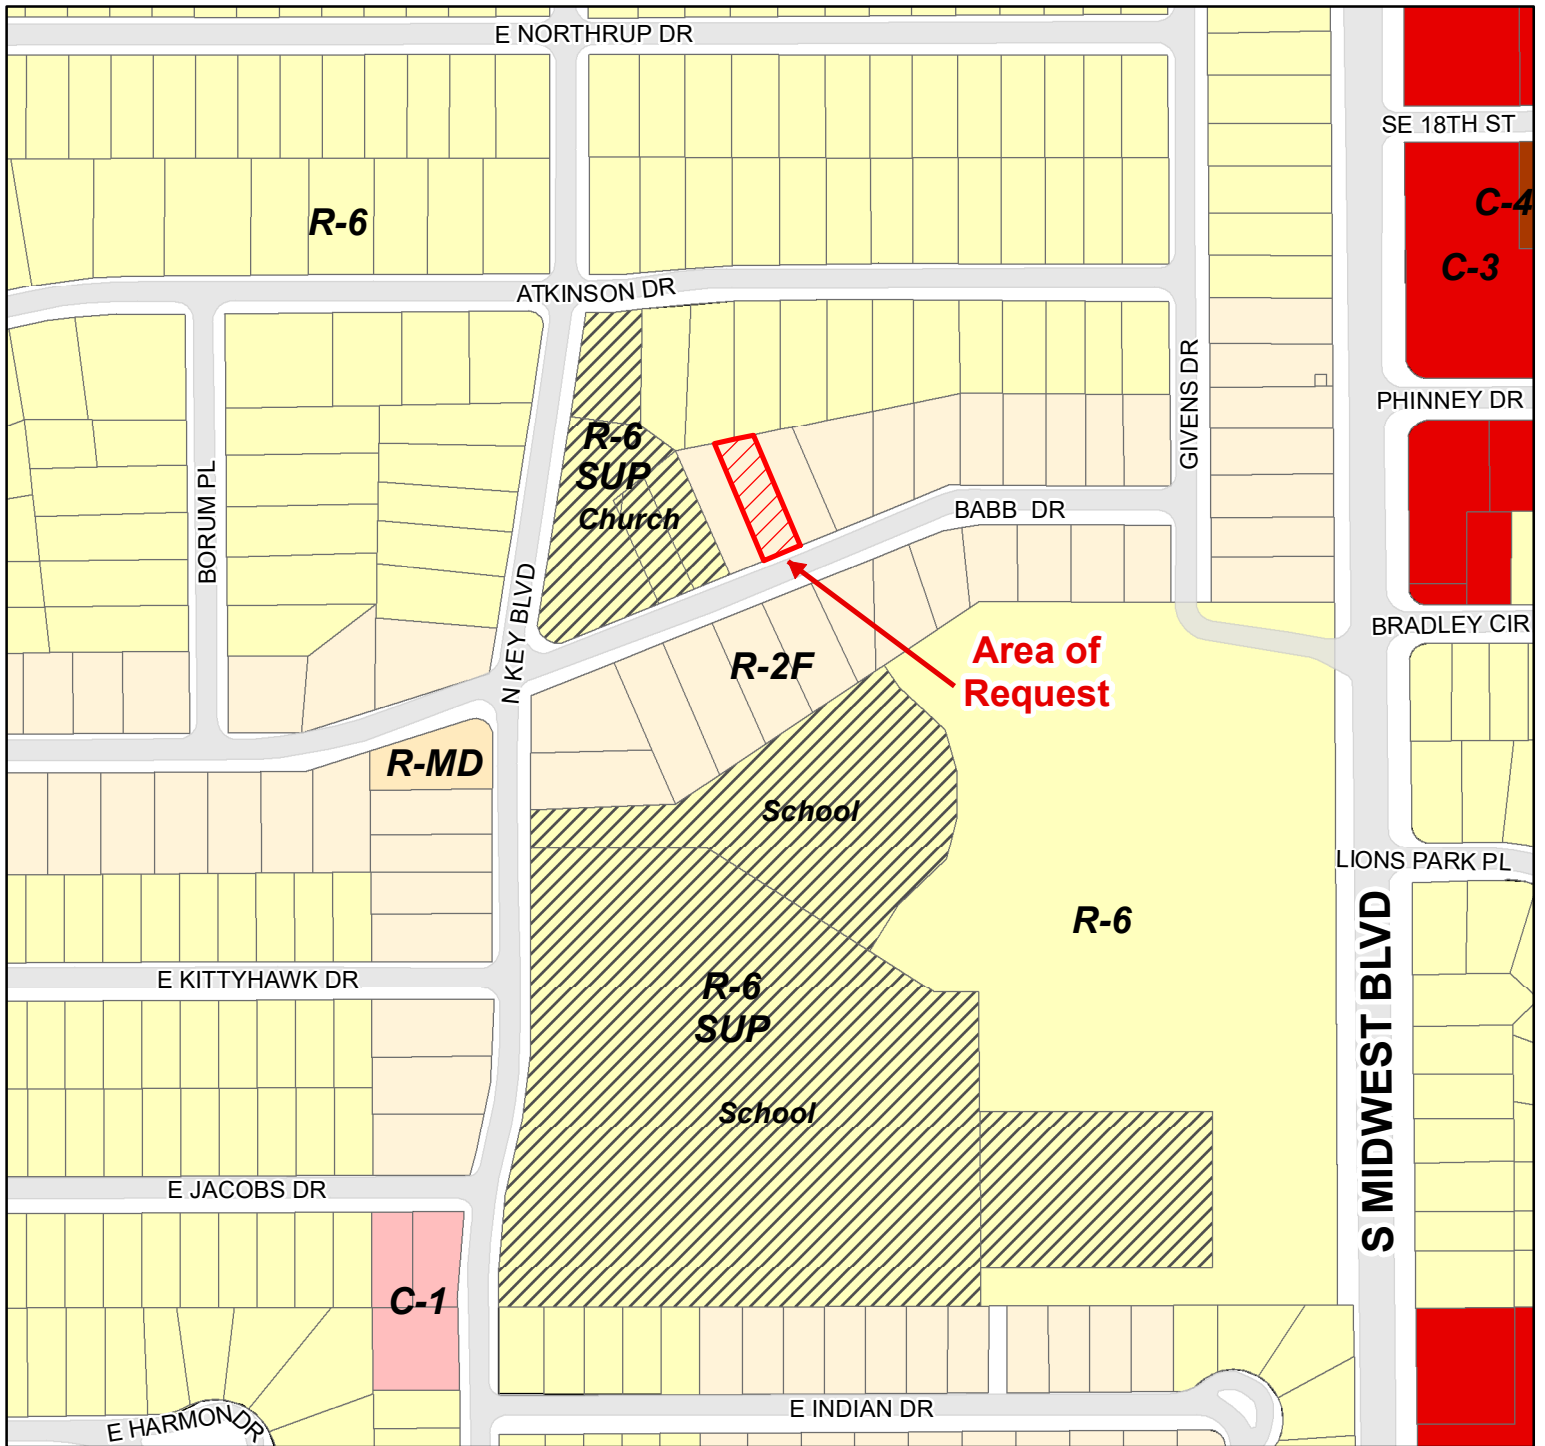 E NORTHRUP DR
SE 18TH ST
C-4
R-6
C-3
ATKINSON DR
GIVENS DR
PHINNEY DR
R-6
SUP
Church
BORUM PL
BABB DR
N KEY BLVD
BRADLEY CIR
Area of
Request
R-2F
R-MD
School
LIONS PARK PL
R-6
S MIDWEST BLVD
E KITTYHAWK DR
R-6
SUP
School
E JACOBS DR
C-1
E INDIAN DR
E HARMON DR